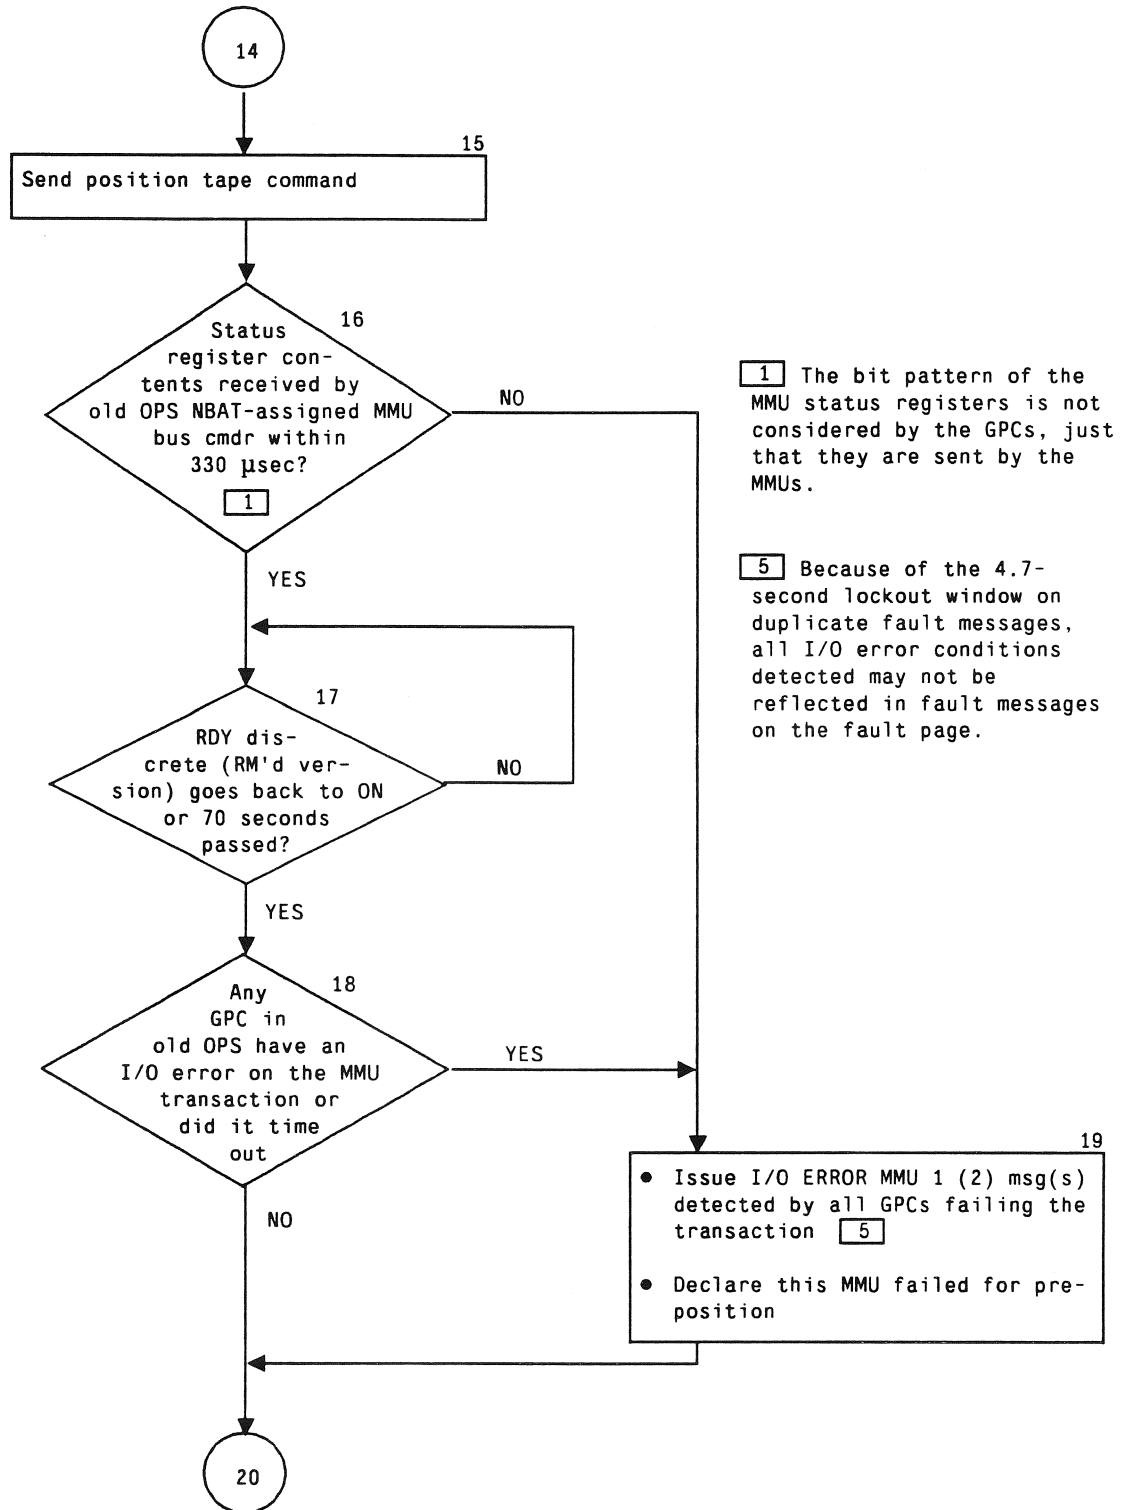 14
15
Send position tape command
16
Status
register con-
tents received by
old OPS NBAT-assigned MMU
bus cmdr within
330 µsec?
1
NO
YES
1 The bit pattern of the
MMU status registers is not
considered by the GPCs, just
that they are sent by the
MMUs.
5 Because of the 4.7-
second lockout window on
duplicate fault messages,
all I/O error conditions
detected may not be
reflected in fault messages
on the fault page.
17
RDY dis-
crete (RM'd ver-
sion) goes back to ON
or 70 seconds
passed?
NO
YES
18
Any
GPC in
old OPS have an
I/O error on the MMU
transaction or
did it time
out
YES
NO
19
● Issue I/O ERROR MMU 1 (2) msg(s)
detected by all GPCs failing the
transaction 5
● Declare this MMU failed for pre-
position
20